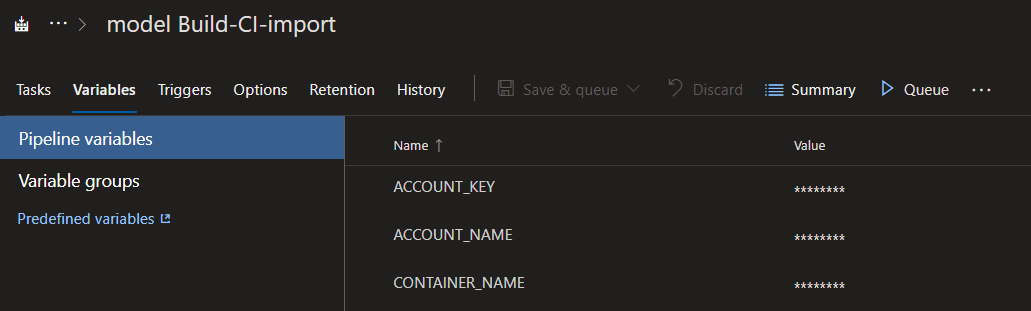 ··· > model Build-CI-import
Tasks Variables Triggers Options Retention History Save & queue Discard Summary Queue ···
Pipeline variables
Variable groups
Predefined variables
Name ↑ Value
ACCOUNT_KEY ********
ACCOUNT_NAME ********
CONTAINER_NAME ********